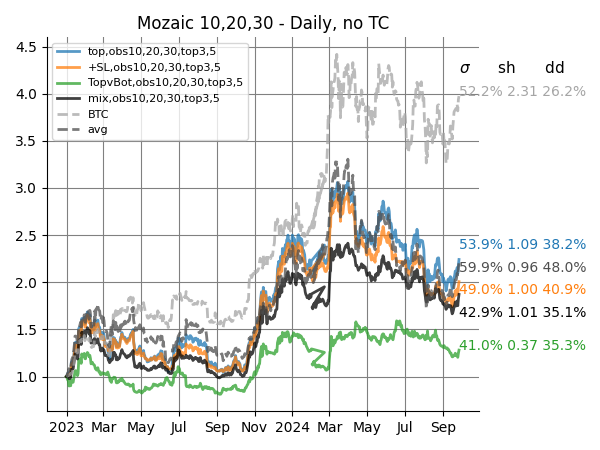 Mozaic 10,20,30 - Daily, no TC
4.5
4.0
3.5
3.0
2.5
2.0
1.5
1.0
top,obs10,20,30,top3,5
+SL,obs10,20,30,top3,5
TopvBot,obs10,20,30,top3,5
mix,obs10,20,30,top3,5
BTC
avg
σ sh dd
52.2% 2.31 26.2%
53.9% 1.09 38.2%
59.9% 0.96 48.0%
49.0% 1.00 40.9%
42.9% 1.01 35.1%
41.0% 0.37 35.3%
2023 Mar May Jul Sep Nov 2024 Mar May Jul Sep